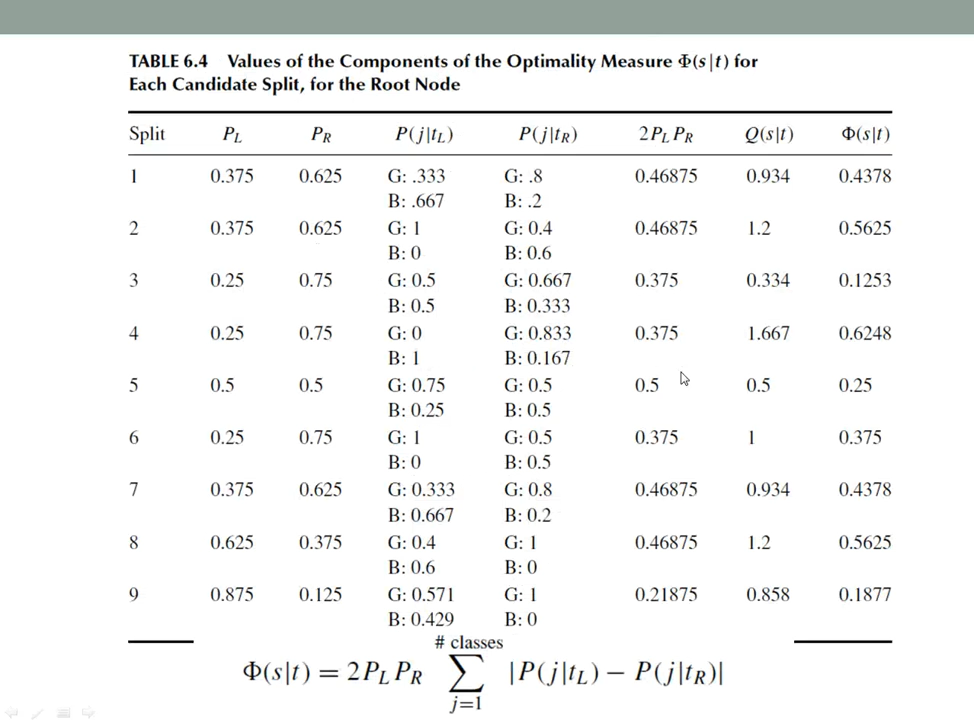 TABLE 6.4 Values of the Components of the Optimality Measure Φ(s|t) for
Each Candidate Split, for the Root Node
Split P_L P_R P(j|t_L) P(j|t_R) 2P_L P_R Q(s|t) Φ(s|t)
1 0.375 0.625 G: .333 G: .8 0.46875 0.934 0.4378
B: .667 B: .2
2 0.375 0.625 G: 1 G: 0.4 0.46875 1.2 0.5625
B: 0 B: 0.6
3 0.25 0.75 G: 0.5 G: 0.667 0.375 0.334 0.1253
B: 0.5 B: 0.333
4 0.25 0.75 G: 0 G: 0.833 0.375 1.667 0.6248
B: 1 B: 0.167
5 0.5 0.5 G: 0.75 G: 0.5 0.5 0.5 0.25
B: 0.25 B: 0.5
6 0.25 0.75 G: 1 G: 0.5 0.375 1 0.375
B: 0 B: 0.5
7 0.375 0.625 G: 0.333 G: 0.8 0.46875 0.934 0.4378
B: 0.667 B: 0.2
8 0.625 0.375 G: 0.4 G: 1 0.46875 1.2 0.5625
B: 0.6 B: 0
9 0.875 0.125 G: 0.571 G: 1 0.21875 0.858 0.1877
B: 0.429 B: 0
# classes
Φ(s|t) = 2P_L P_R ∑ |P(j|t_L) − P(j|t_R)|
j=1